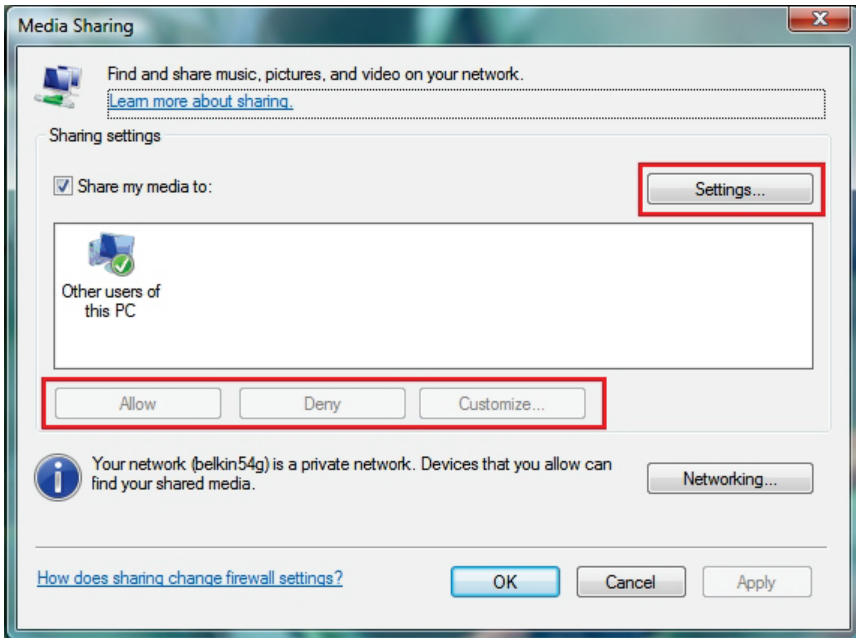 Media Sharing
Find and share music, pictures, and video on your network.
Learn more about sharing.
Sharing settings
Share my media to:
Settings...
Other users of
this PC
Allow
Deny
Customize...
Your network (belkin54g) is a private network. Devices that you allow can
find your shared media.
Networking...
How does sharing change firewall settings?
OK
Cancel
Apply